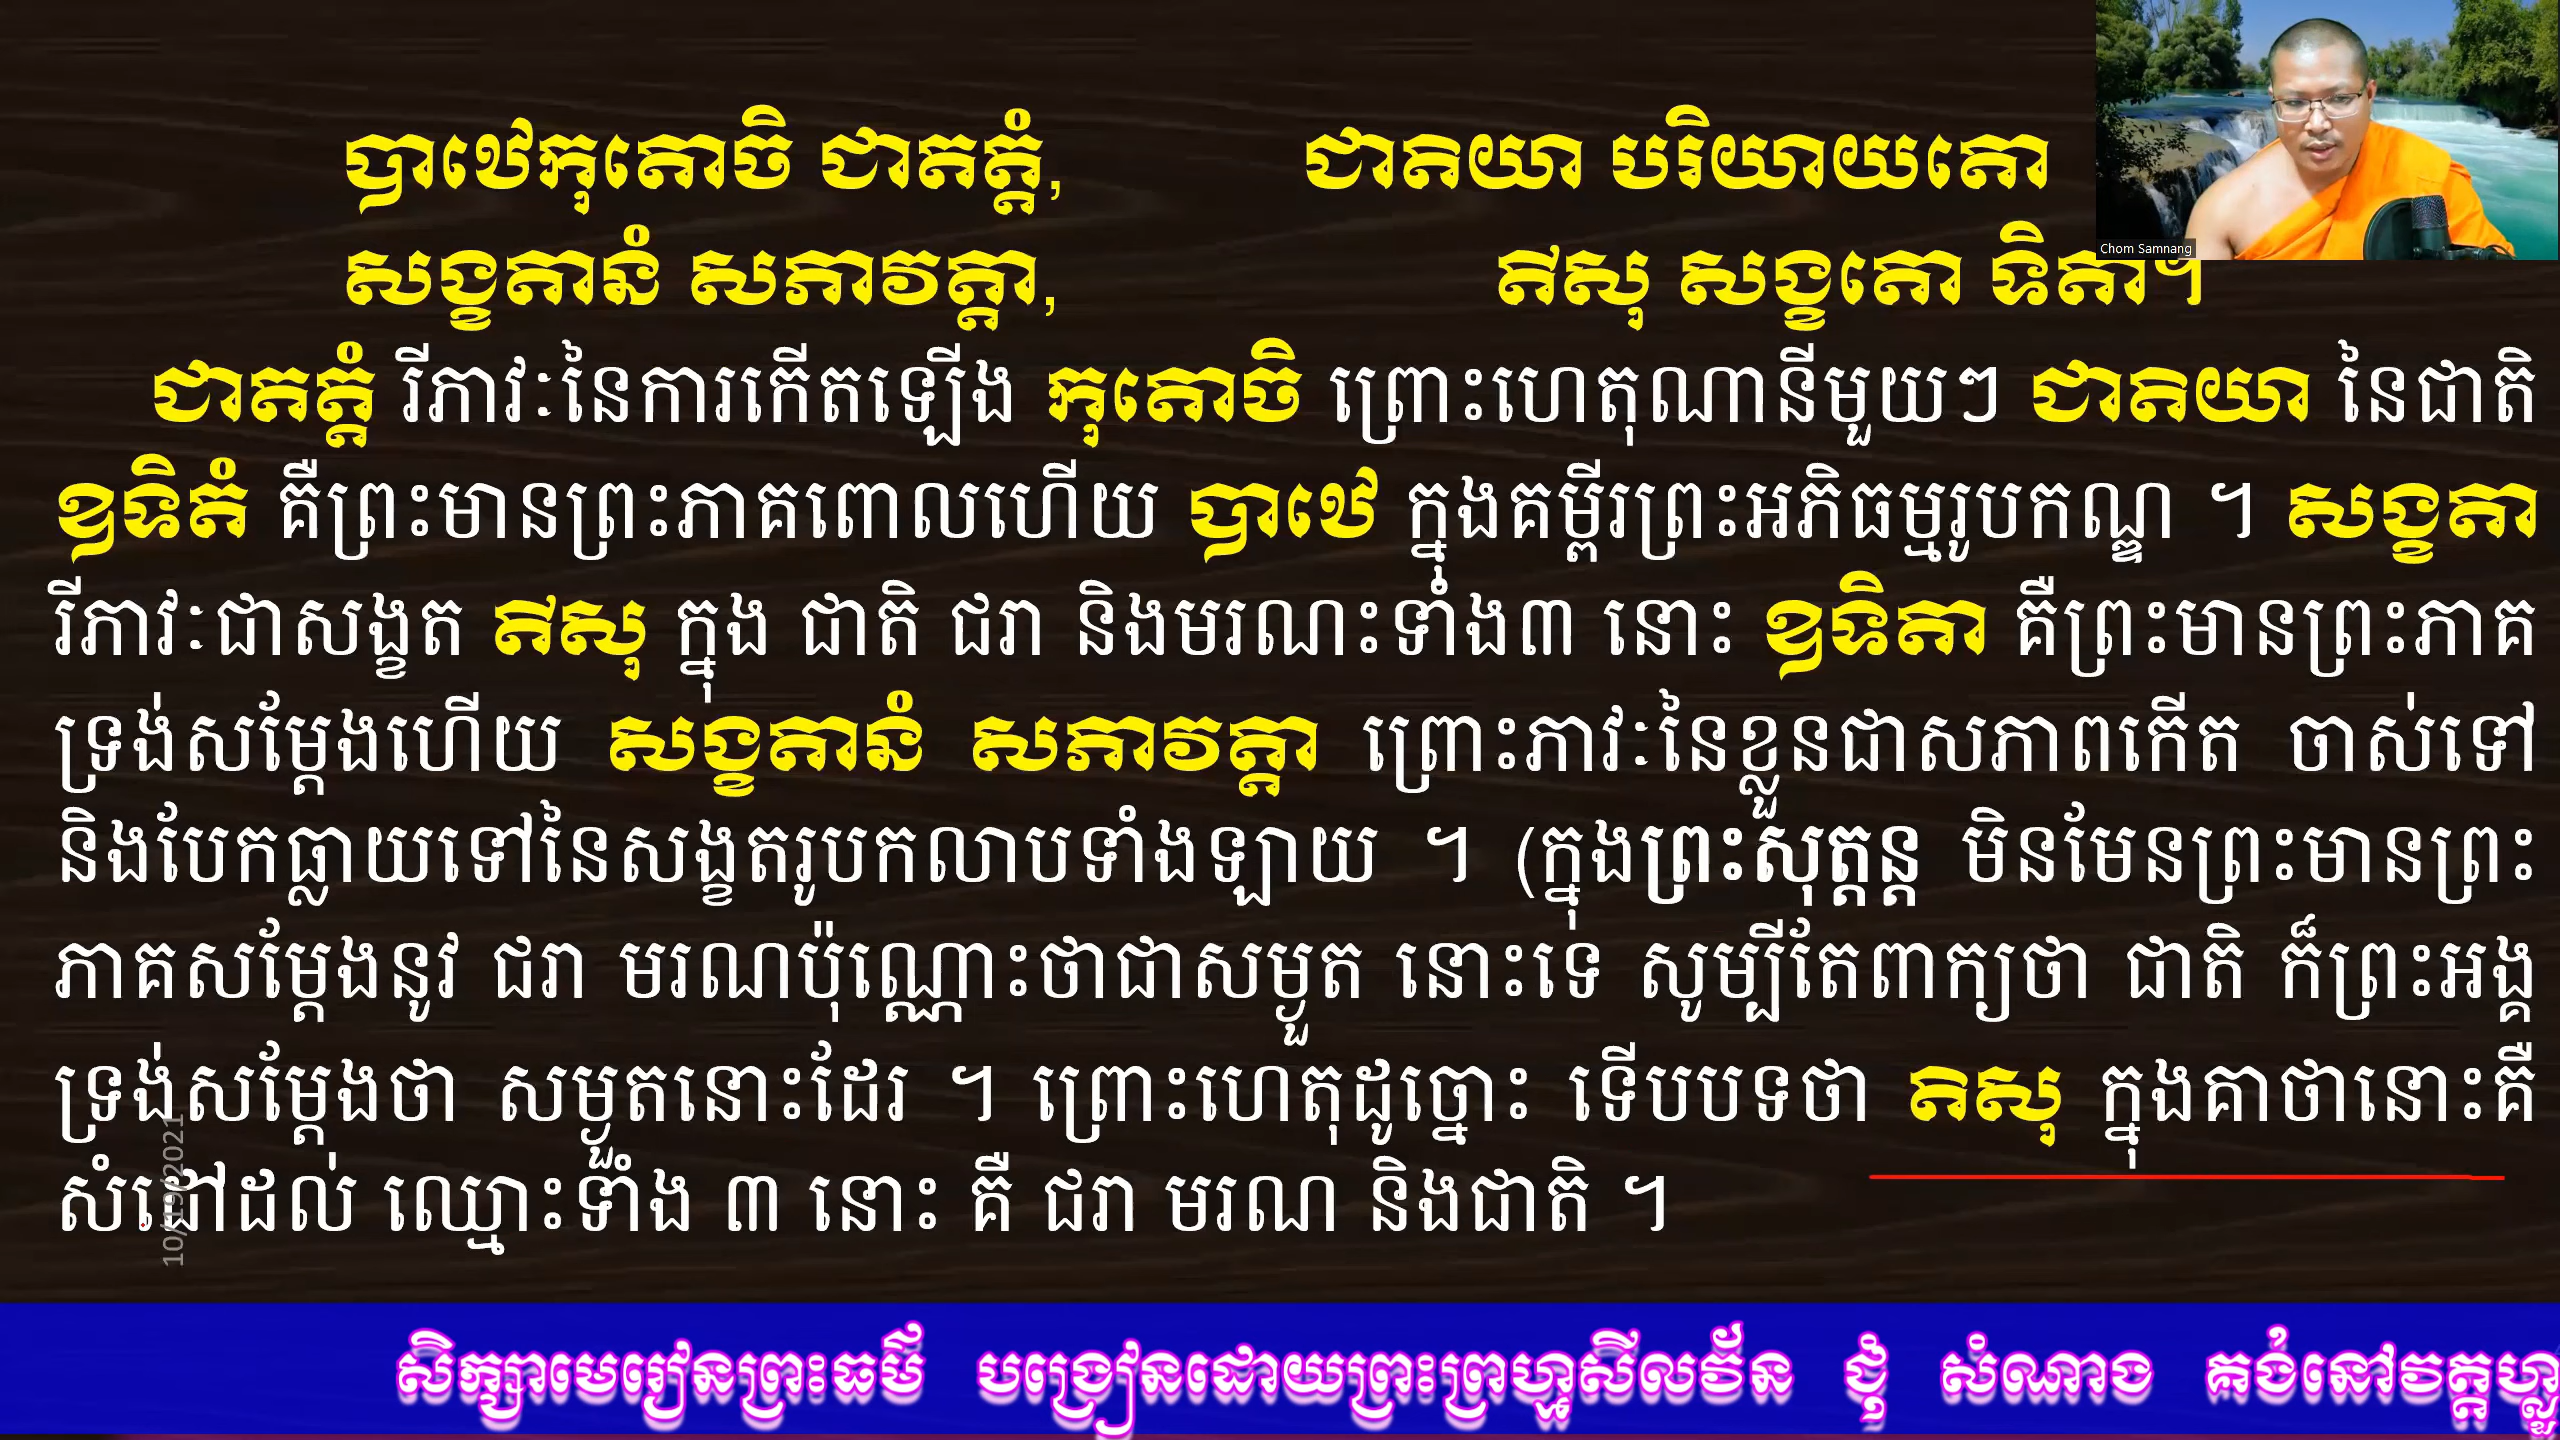 បាឋេកុតោចិ ជាតត្តំ, ជាតិយា បរិយាយតោ
Chom Samnang
សង្ខតានំ សភាវត្តា, តីសុ សង្ខតោ ទិតា។
ជាតត្តំ រីភាវៈនៃការកើតឡើង កុតោចិ ព្រោះហេតុណានីមួយៗ ជាតិយា នៃជាតិ
ឧទិតំ គឺព្រះមានព្រះភាគពោលហើយ បាឋេ ក្នុងគម្ពីរព្រះអភិធម្មរូបកណ្ឌ ។ សង្ខតា
រីភាវៈជាសង្ខត តីសុ ក្នុង ជាតិ ជរា និងមរណះទាំង៣ នោះ ឧទិតា គឺព្រះមានព្រះភាគ
ទ្រង់សម្តែងហើយ សង្ខតានំ សភាវត្តា ព្រោះភាវៈនៃខ្លួនជាសភាពកើត ចាស់ទៅ
និងបែកធ្លាយទៅនៃសង្ខតរូបកលាបទាំងឡាយ ។ (ក្នុងព្រះសុត្តន្ត មិនមែនព្រះមានព្រះ
ភាគសម្តែងនូវ ជរា មរណប៉ុណ្ណោះថាជាសម្ងួត នោះទេ សូម្បីតែពាក្យថា ជាតិ ក៏ព្រះអង្គ
ទ្រង់សម្តែងថា សម្ងួតនោះដែរ ។ ព្រោះហេតុដូច្នោះ ទើបបទថា តិសុ ក្នុងគាថានោះគឺ
សំដៅដល់ ឈ្មោះទាំង ៣ នោះ គឺ ជរា មរណ និងជាតិ ។
10/19/2021
សិក្សាមេរៀនព្រះធម៌ បង្រៀនដោយព្រះព្រហ្មសីលវ័ន ជុំ សំណាង គង់នៅវត្ត